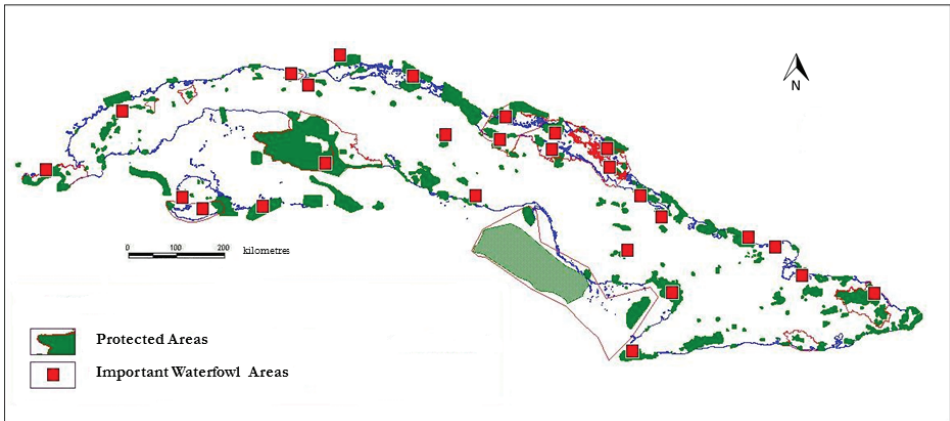 N
0 100 200 kilometres
Protected Areas
Important Waterfowl Areas